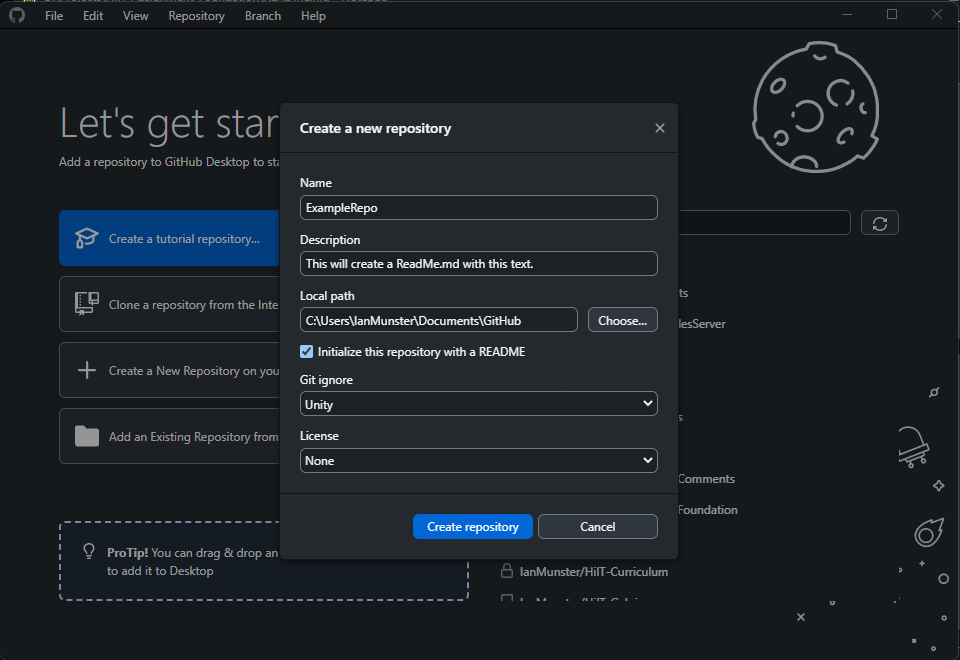 File Edit View Repository Branch Help
Let's get star
Add a repository to GitHub Desktop to sta
Create a tutorial repository...
Clone a repository from the Inte
Create a New Repository on you
Add an Existing Repository from
ProTip! You can drag & drop an
to add it to Desktop
Create a new repository
Name
ExampleRepo
Description
This will create a ReadMe.md with this text.
Local path
C:\Users\IanMunster\Documents\GitHub
Choose...
Initialize this repository with a README
Git ignore
Unity
License
None
Create repository
Cancel
ts
lesServer
s
Comments
Foundation
IanMunster/HilT-Curriculum